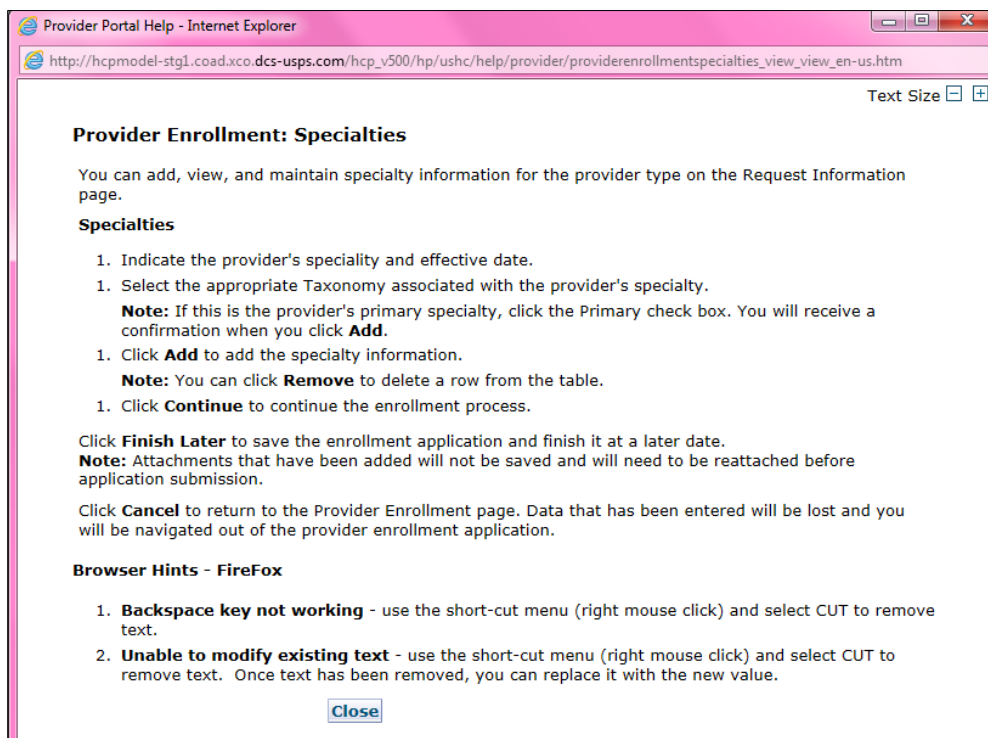 Provider Portal Help - Internet Explorer
http://hcpmodel-stg1.coad.xco.dcs-usps.com/hcp_v500/hp/ushc/help/provider/providerenrollmentspecialties_view_view_en-us.htm
Text Size
Provider Enrollment: Specialties
You can add, view, and maintain specialty information for the provider type on the Request Information
page.
Specialties
1. Indicate the provider's speciality and effective date.
1. Select the appropriate Taxonomy associated with the provider's specialty.
Note: If this is the provider's primary specialty, click the Primary check box. You will receive a
confirmation when you click Add.
1. Click Add to add the specialty information.
Note: You can click Remove to delete a row from the table.
1. Click Continue to continue the enrollment process.
Click Finish Later to save the enrollment application and finish it at a later date.
Note: Attachments that have been added will not be saved and will need to be reattached before
application submission.
Click Cancel to return to the Provider Enrollment page. Data that has been entered will be lost and you
will be navigated out of the provider enrollment application.
Browser Hints - FireFox
1. Backspace key not working - use the short-cut menu (right mouse click) and select CUT to remove
text.
2. Unable to modify existing text - use the short-cut menu (right mouse click) and select CUT to
remove text.  Once text has been removed, you can replace it with the new value.
Close